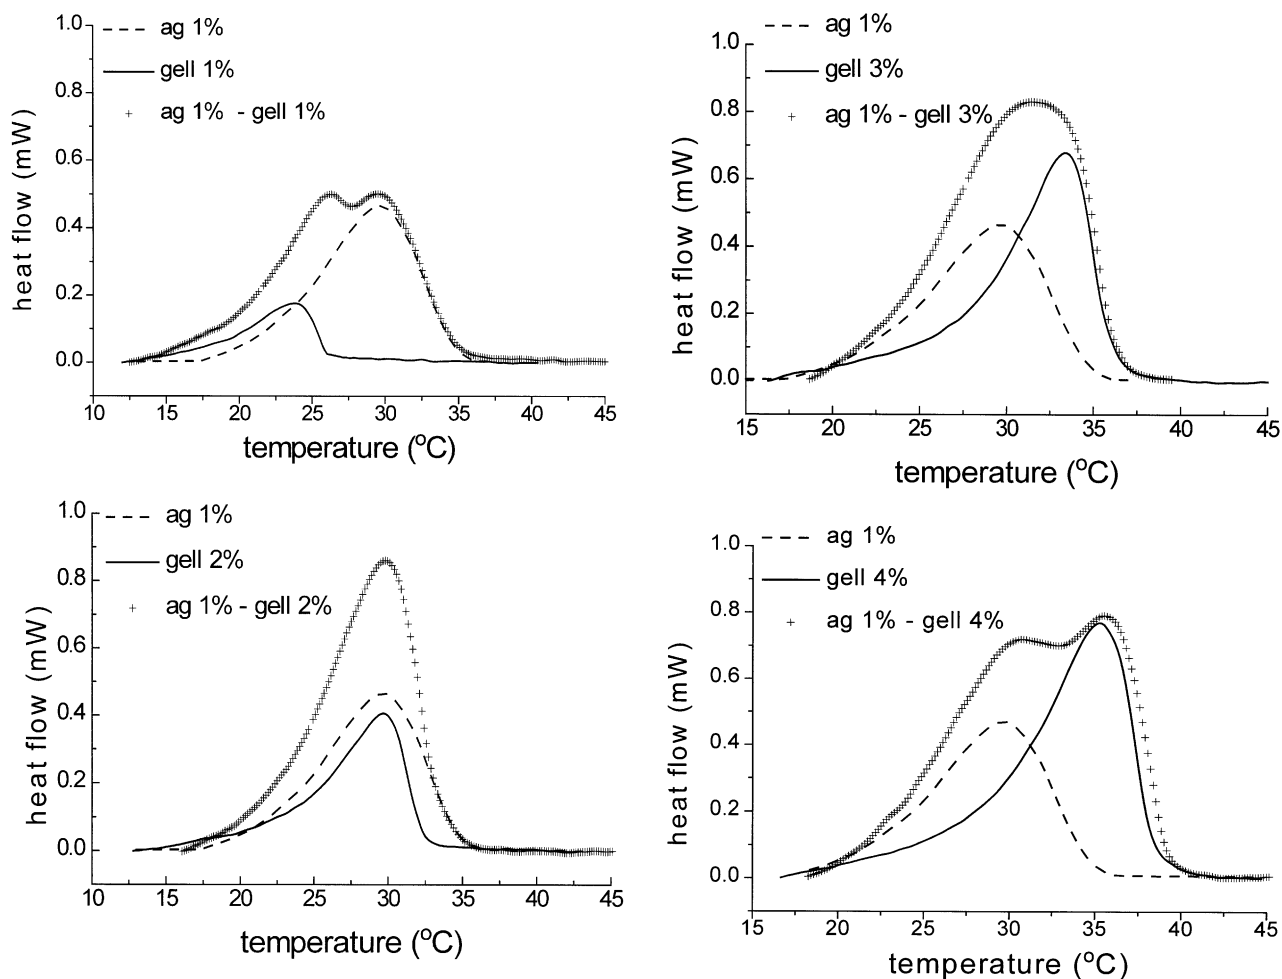 1.0
ag 1%
gell 1%
ag 1% - gell 1%
0.8
0.6
0.4
0.2
0.0
heat flow (mW)
10 15 20 25 30 35 40 45
temperature (°C)
ag 1%
1.0
gell 3%
0.8
ag 1% - gell 3%
0.6
0.4
0.2
0.0
heat flow (mW)
15 20 25 30 35 40 45
temperature (°C)
1.0
ag 1%
gell 2%
0.8
ag 1% - gell 2%
0.6
0.4
0.2
0.0
heat flow (mW)
10 15 20 25 30 35 40 45
temperature (°C)
1.0
ag 1%
gell 4%
0.8
ag 1% - gell 4%
0.6
0.4
0.2
0.0
heat flow (mW)
15 20 25 30 35 40 45
temperature (°C)